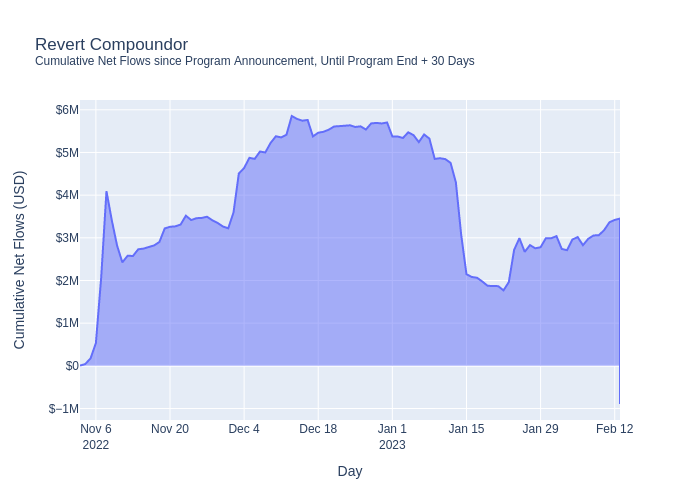 Revert Compoundor
Cumulative Net Flows since Program Announcement, Until Program End + 30 Days
Cumulative Net Flows (USD)
$6M
$5M
$4M
$3M
$2M
$1M
$0
$−1M
Nov 6 Nov 20 Dec 4 Dec 18 Jan 1 Jan 15 Jan 29 Feb 12
2022 2023
Day